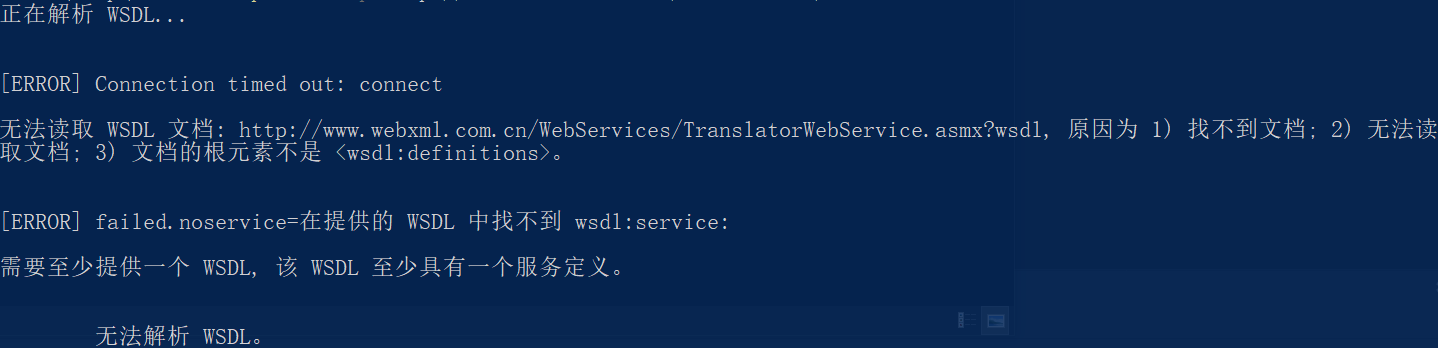 正在解析 WSDL...
[ERROR] Connection timed out: connect
无法读取 WSDL 文档: http://www.webxml.com.cn/WebServices/TranslatorWebService.asmx?wsdl, 原因为 1) 找不到文档; 2) 无法读
取文档; 3) 文档的根元素不是 <wsdl:definitions>。
[ERROR] failed.noservice=在提供的 WSDL 中找不到 wsdl:service:
需要至少提供一个 WSDL, 该 WSDL 至少具有一个服务定义。
无法解析 WSDL。